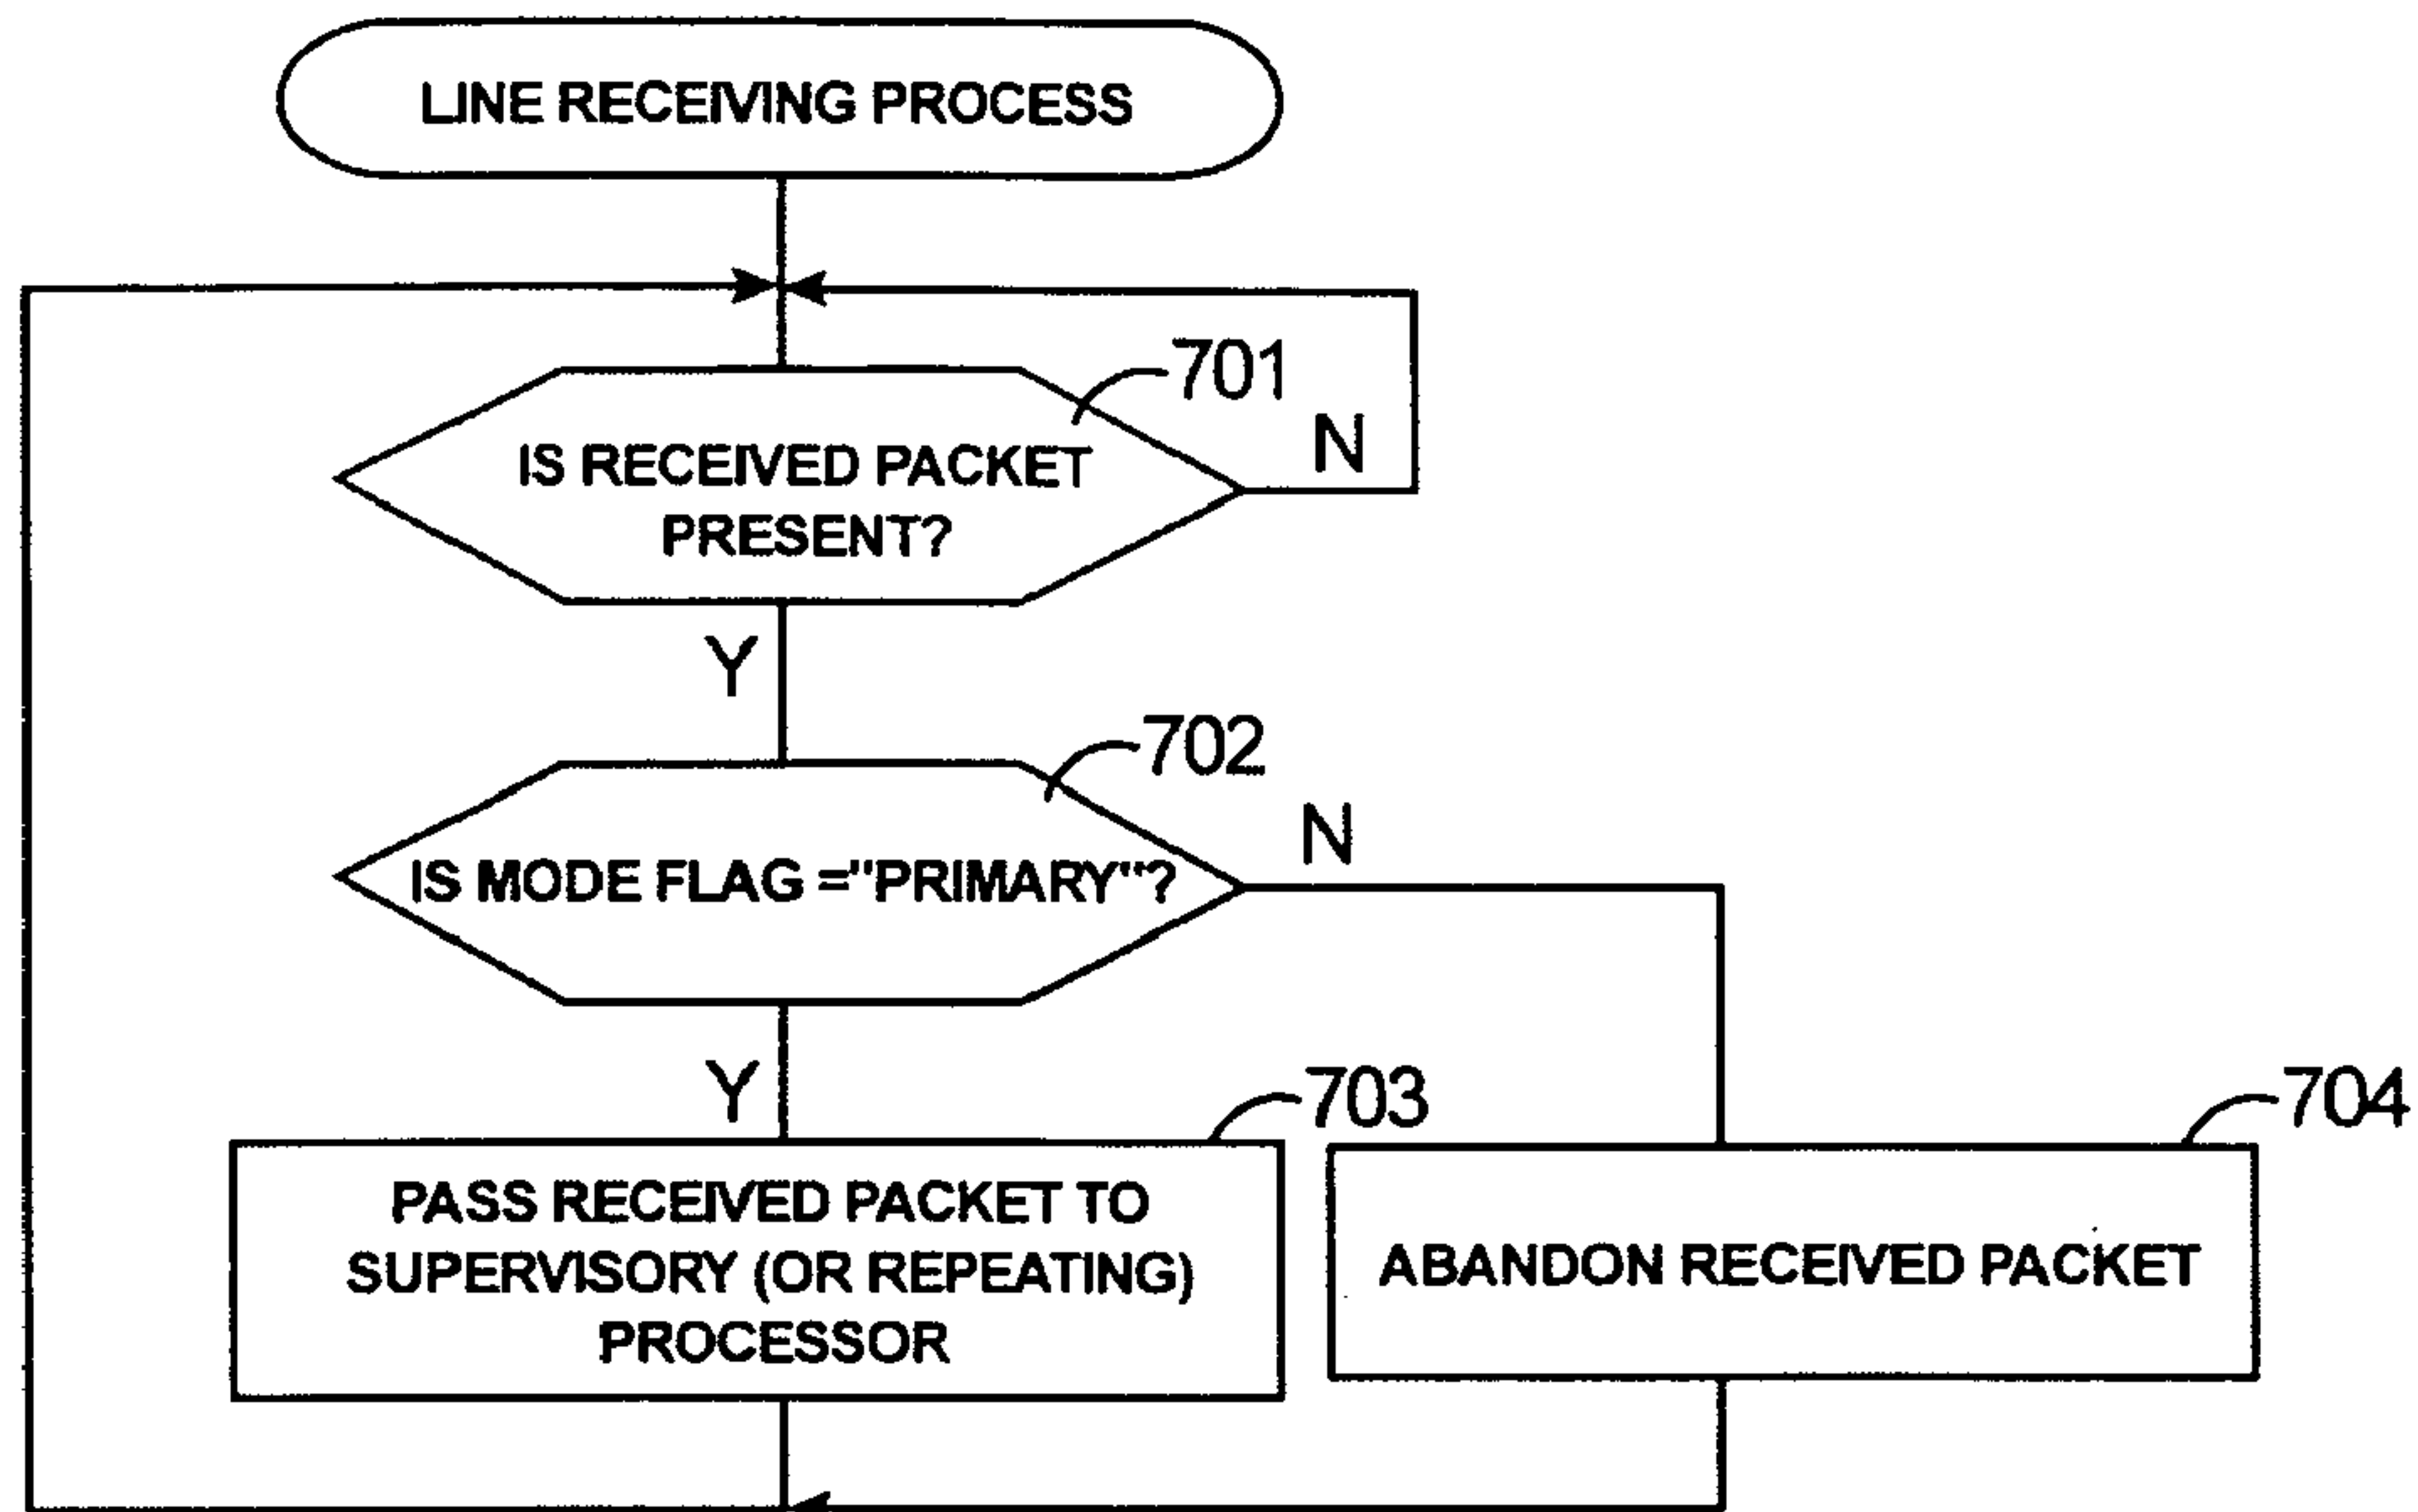 LINE RECEIVING PROCESS
701
N
IS RECEIVED PACKET
PRESENT?
Y
702
N
IS MODE FLAG ="PRIMARY"?
Y
703
704
PASS RECEIVED PACKET TO
SUPERVISORY (OR REPEATING)
PROCESSOR
ABANDON RECEIVED PACKET